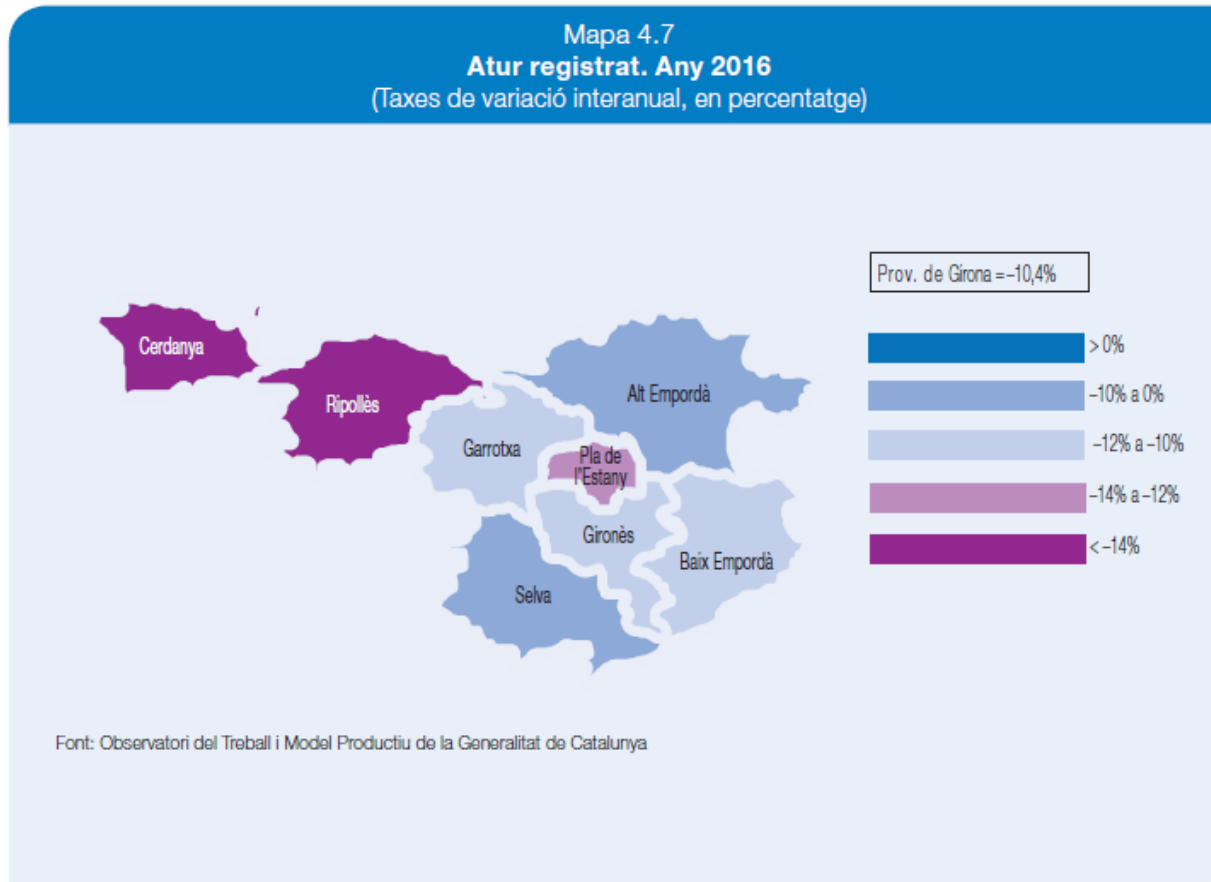 Mapa 4.7
Atur registrat. Any 2016
(Taxes de variació interanual, en percentatge)
Prov. de Girona =–10,4%
> 0%
–10% a 0%
–12% a –10%
–14% a –12%
< –14%
Cerdanya
Ripollès
Alt Empordà
Garrotxa
Pla de
l'Estany
Gironès
Baix Empordà
Selva
Font: Observatori del Treball i Model Productiu de la Generalitat de Catalunya